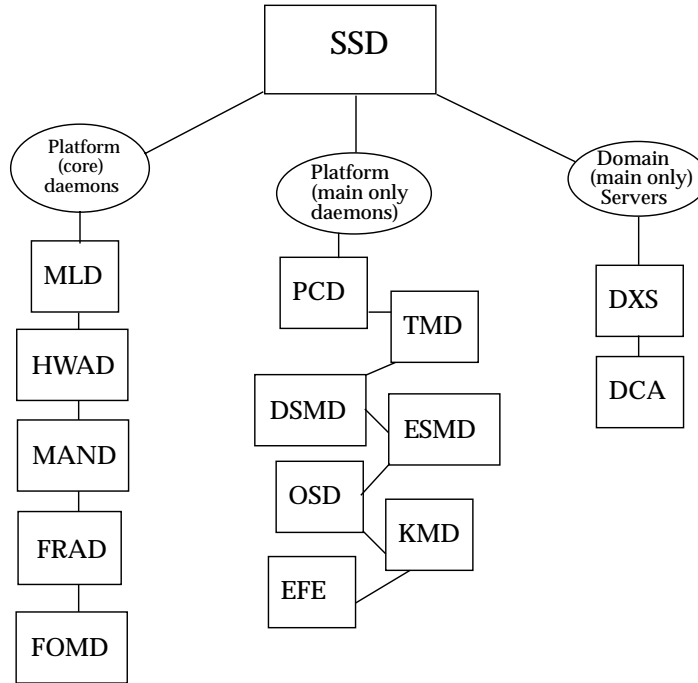 SSD
Platform
(core)
daemons
MLD
HWAD
MAND
FRAD
FOMD
Platform
(main only
daemons)
PCD
TMD
DSMD
ESMD
OSD
KMD
EFE
Domain
(main only)
Servers
DXS
DCA